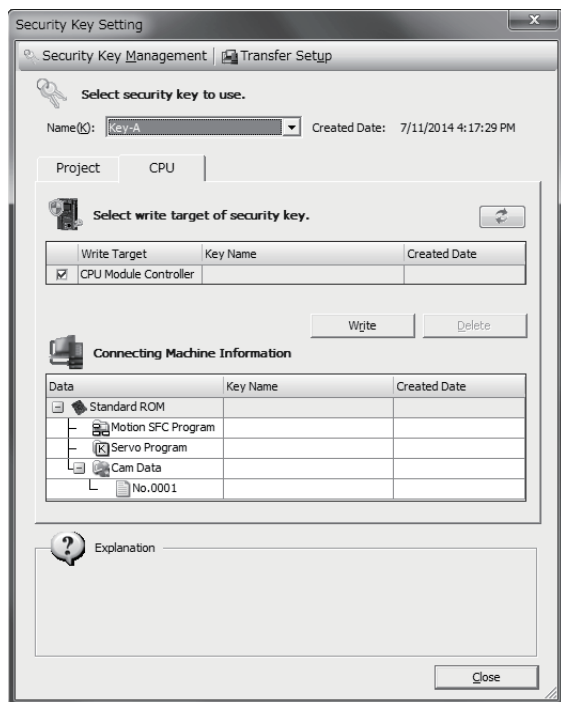 Security Key Setting
x
Security Key Management Transfer Setup
Select security key to use.
Name(K): Key-A Created Date: 7/11/2014 4:17:29 PM
Project CPU
Select write target of security key.
Write Target Key Name Created Date
CPU Module Controller
Write Delete
Connecting Machine Information
Data Key Name Created Date
Standard ROM
Motion SFC Program
K Servo Program
Cam Data
No.0001
? Explanation
Close